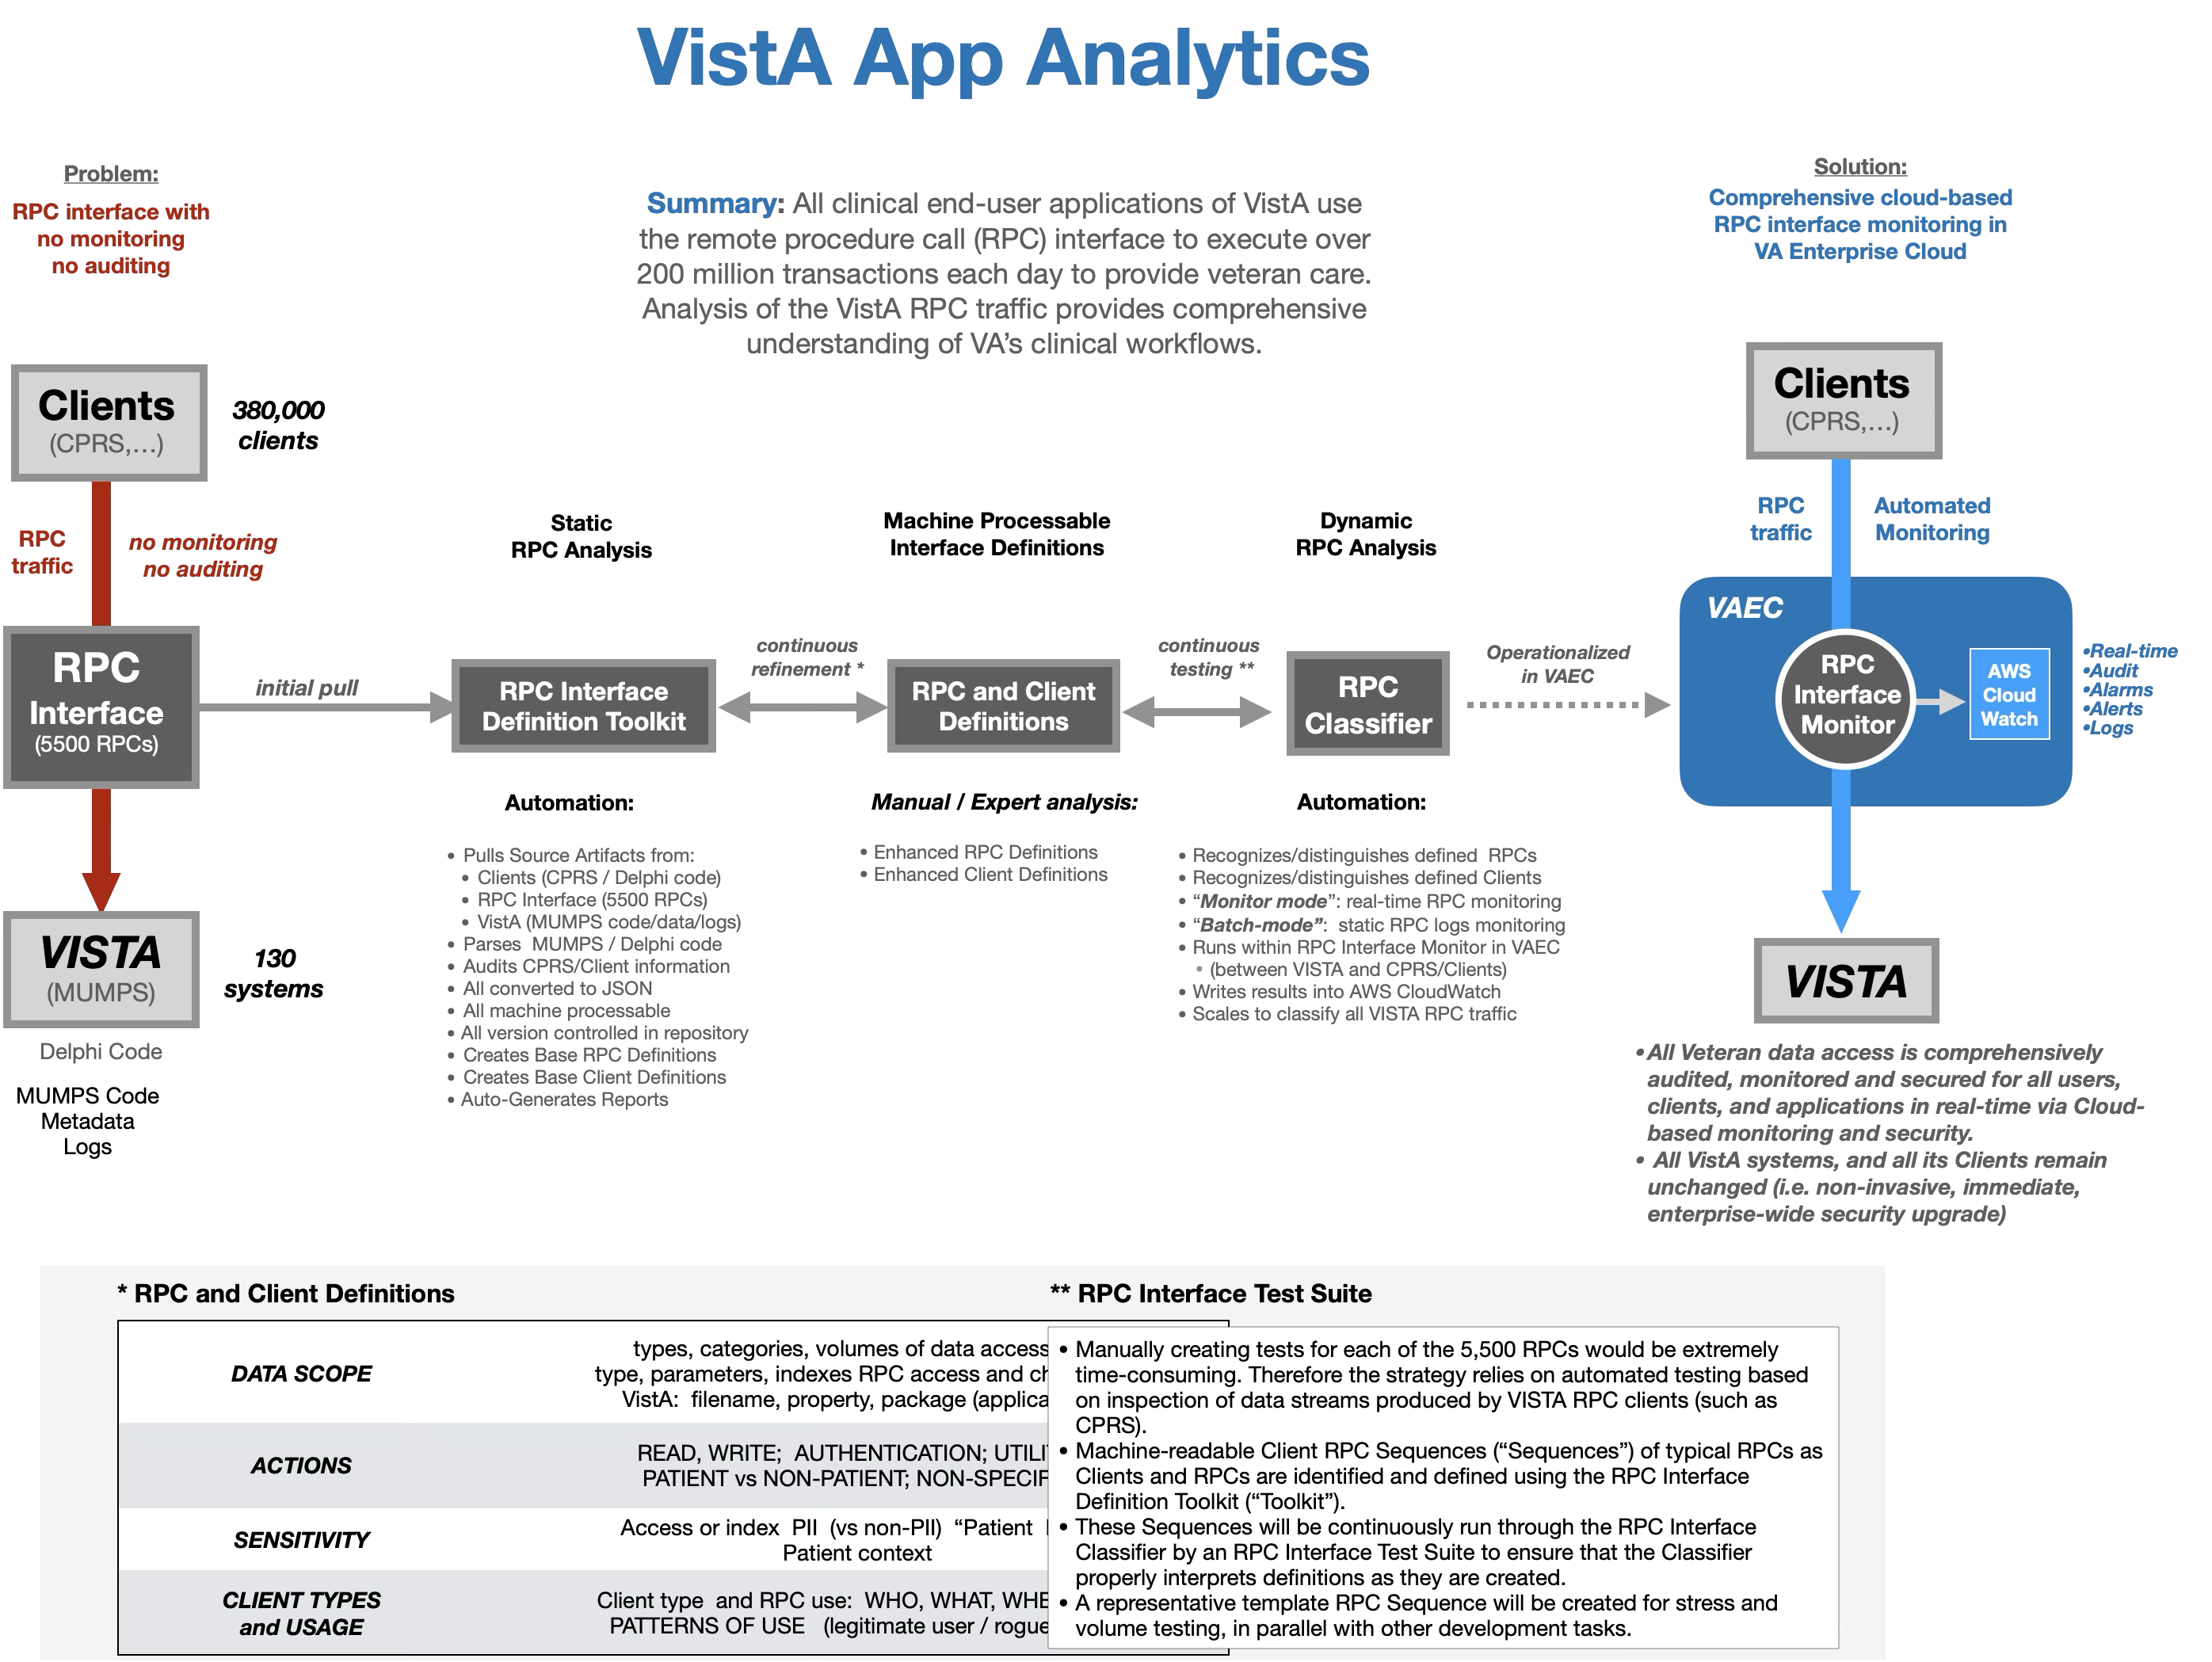 VistA App Analytics
Problem:
RPC interface with
no monitoring
no auditing
Summary: All clinical end-user applications of VistA use
the remote procedure call (RPC) interface to execute over
200 million transactions each day to provide veteran care.
Analysis of the VistA RPC traffic provides comprehensive
understanding of VA’s clinical workflows.
Solution:
Comprehensive cloud-based
RPC interface monitoring in
VA Enterprise Cloud
Clients
(CPRS,…)
380,000
clients
RPC
traffic
no monitoring
no auditing
RPC
Interface
(5500 RPCs)
initial pull
VISTA
(MUMPS)
130
systems
Delphi Code
MUMPS Code
Metadata
Logs
Static
RPC Analysis
RPC Interface
Definition Toolkit
Automation:
• Pulls Source Artifacts from:
• Clients (CPRS / Delphi code)
• RPC Interface (5500 RPCs)
• VistA (MUMPS code/data/logs)
• Parses MUMPS / Delphi code
• Audits CPRS/Client information
• All converted to JSON
• All machine processable
• All version controlled in repository
• Creates Base RPC Definitions
• Creates Base Client Definitions
• Auto-Generates Reports
continuous
refinement *
Machine Processable
Interface Definitions
RPC and Client
Definitions
Manual / Expert analysis:
• Enhanced RPC Definitions
• Enhanced Client Definitions
continuous
testing **
Dynamic
RPC Analysis
RPC
Classifier
Automation:
• Recognizes/distinguishes defined RPCs
• Recognizes/distinguishes defined Clients
• “Monitor mode”: real-time RPC monitoring
• “Batch-mode”: static RPC logs monitoring
• Runs within RPC Interface Monitor in VAEC
• (between VISTA and CPRS/Clients)
• Writes results into AWS CloudWatch
• Scales to classify all VISTA RPC traffic
Operationalized
in VAEC
Clients
(CPRS,…)
RPC
traffic
Automated
Monitoring
VAEC
RPC
Interface
Monitor
AWS
Cloud
Watch
•Real-time
•Audit
•Alarms
•Alerts
•Logs
VISTA
•All Veteran data access is comprehensively
audited, monitored and secured for all users,
clients, and applications in real-time via Cloud-
based monitoring and security.
• All VistA systems, and all its Clients remain
unchanged (i.e. non-invasive, immediate,
enterprise-wide security upgrade)
* RPC and Client Definitions
DATA SCOPE
types, categories, volumes of data access
type, parameters, indexes RPC access and
VistA: filename, property, package
ACTIONS
READ, WRITE; AUTHENTICATION;
PATIENT vs NON-PATIENT;
SENSITIVITY
Access or index PII (vs non-PII) “Patient
Patient context
CLIENT TYPES
and USAGE
Client type and RPC use: WHO, WHAT,
PATTERNS OF USE (legitimate user / rogue
** RPC Interface Test Suite
• Manually creating tests for each of the 5,500 RPCs would be extremely
time-consuming. Therefore the strategy relies on automated testing based
on inspection of data streams produced by VISTA RPC clients (such as
CPRS).
• Machine-readable Client RPC Sequences (“Sequences”) of typical RPCs as
Clients and RPCs are identified and defined using the RPC Interface
Definition Toolkit (“Toolkit”).
• These Sequences will be continuously run through the RPC Interface
Classifier by an RPC Interface Test Suite to ensure that the Classifier
properly interprets definitions as they are created.
• A representative template RPC Sequence will be created for stress and
volume testing, in parallel with other development tasks.